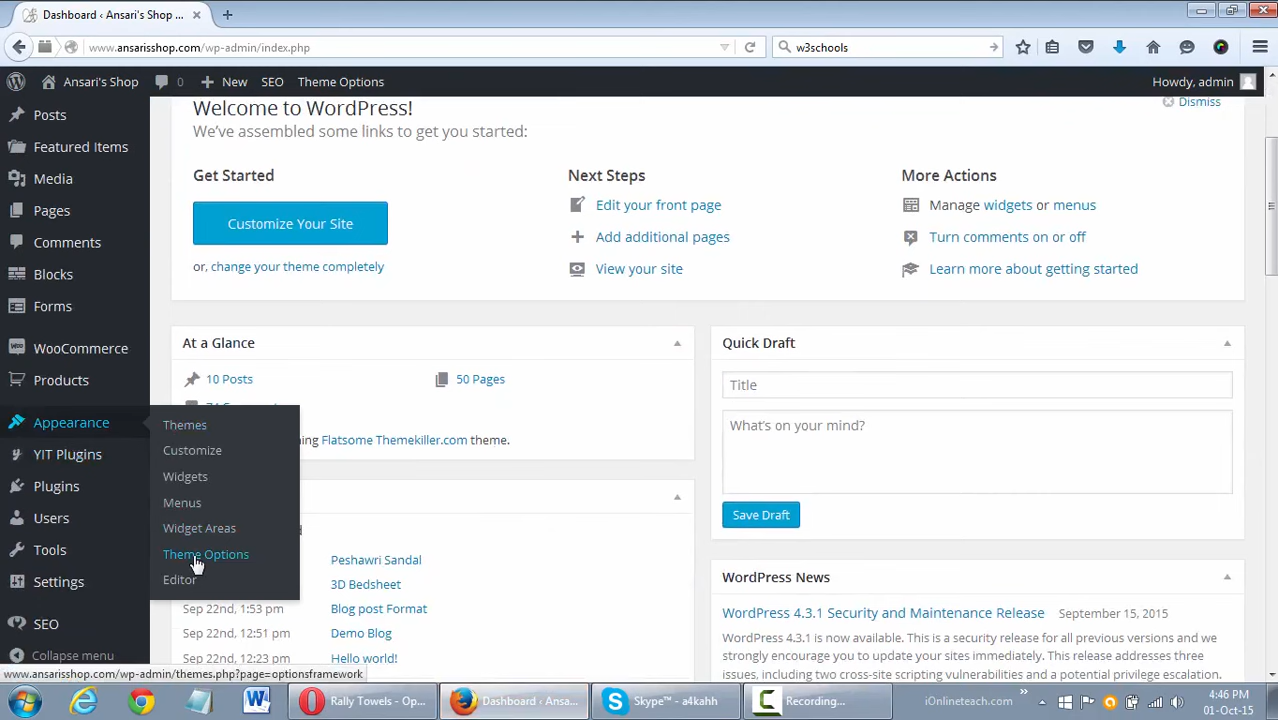 Dashboard ‹ Ansari's Shop ...
www.ansarisshop.com/wp-admin/index.php
w3schools
Ansari's Shop
0
New
SEO
Theme Options
Howdy, admin
Posts
Featured Items
Media
Pages
Comments
Blocks
Forms
WooCommerce
Products
Appearance
YIT Plugins
Plugins
Users
Tools
Settings
SEO
Collapse menu
Themes
Customize
Widgets
Menus
Widget Areas
Theme Options
Editor
Welcome to WordPress!
Dismiss
We've assembled some links to get you started:
Get Started
Customize Your Site
or, change your theme completely
Next Steps
Edit your front page
Add additional pages
View your site
More Actions
Manage widgets or menus
Turn comments on or off
Learn more about getting started
At a Glance
10 Posts
50 Pages
Flatsome Themekiller.com theme.
Peshawri Sandal
3D Bedsheet
Sep 22nd, 1:53 pm Blog post Format
Sep 22nd, 12:51 pm Demo Blog
Sep 22nd, 12:23 pm Hello world!
Quick Draft
Title
What's on your mind?
Save Draft
WordPress News
WordPress 4.3.1 Security and Maintenance Release September 15, 2015
WordPress 4.3.1 is now available. This is a security release for all previous versions and we
strongly encourage you to update your sites immediately. This release addresses three
issues, including two cross-site scripting vulnerabilities and a potential privilege escalation.
www.ansarisshop.com/wp-admin/themes.php?page=optionsframework
Rally Towels - Op...
Dashboard ‹ Ansa...
Skype™ - a4kahh
Recording...
iOnlineteach.com
4:46 PM
01-Oct-15